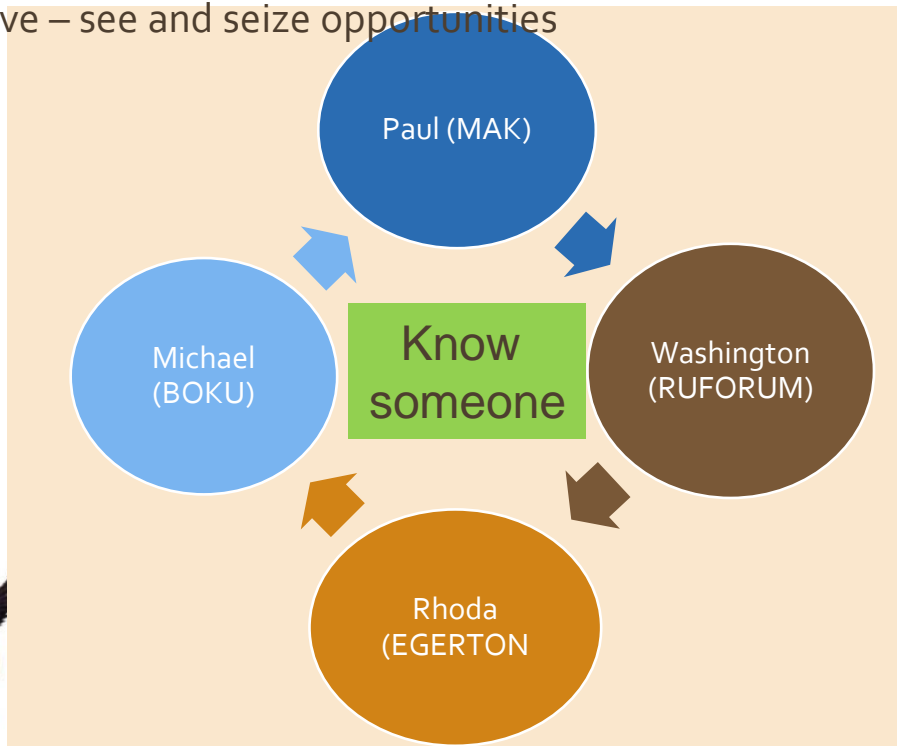 ve – see and seize opportunities
Paul (MAK)
Know
someone
Washington
(RUFORUM)
Michael
(BOKU)
Rhoda
(EGERTON